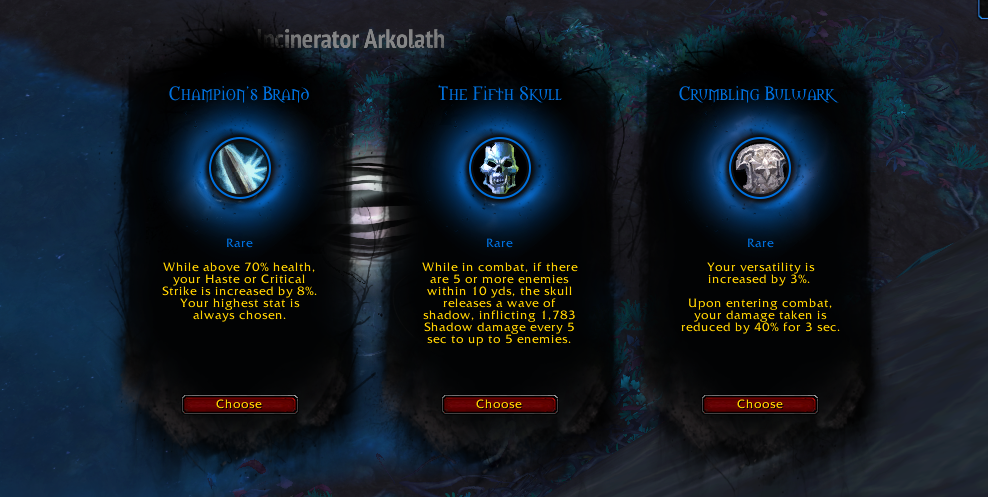 Incinerator Arkolath
Champion's Brand
Rare
While above 70% health,
your Haste or Critical
Strike is increased by 8%.
Your highest stat is
always chosen.
Choose
The Fifth Skull
Rare
While in combat, if there
are 5 or more enemies
within 10 yds, the skull
releases a wave of
shadow, inflicting 1,783
Shadow damage every 5
sec to up to 5 enemies.
Choose
Crumbling Bulwark
Rare
Your versatility is
increased by 3%.
Upon entering combat,
your damage taken is
reduced by 40% for 3 sec.
Choose